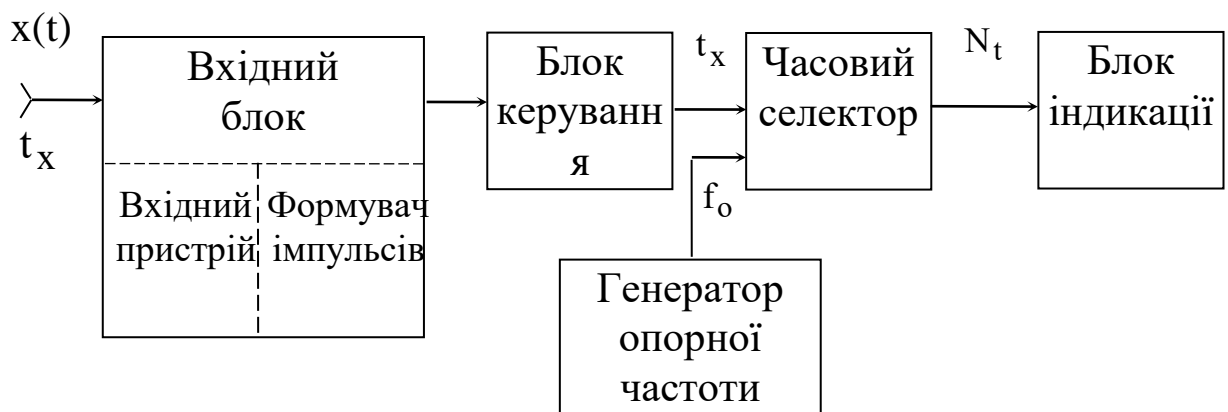 x(t)
t_x
Вхідний
блок
Вхідний
пристрій
Формувач
імпульсів
Блок
керуванн
я
t_x
f_o
Часовий
селектор
N_t
Блок
індикації
Генератор
опорної
частоти